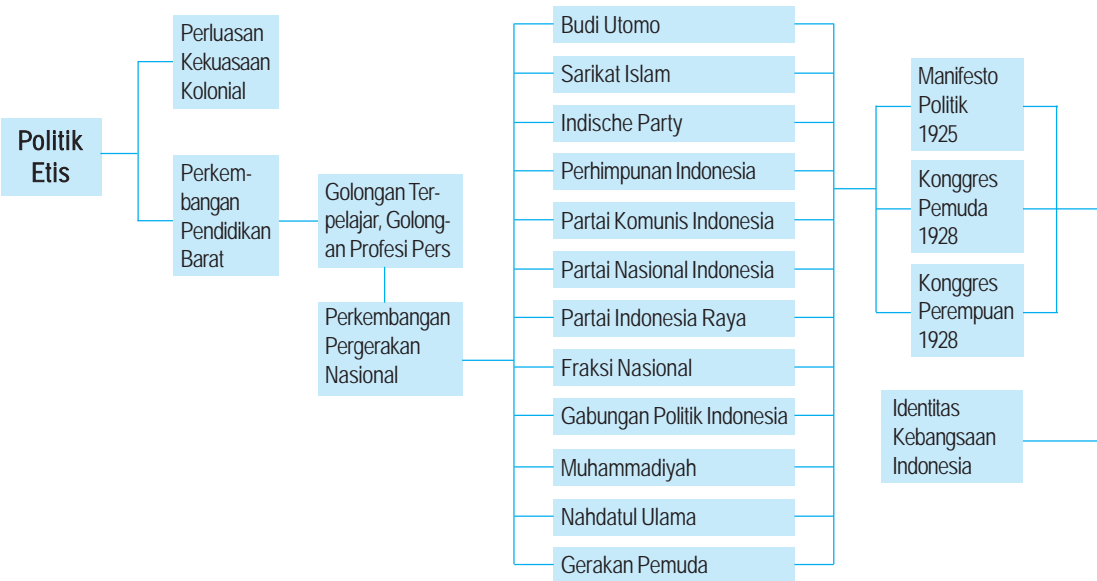 Politik
Etis
Perluasan
Kekuasaan
Kolonial
Perkem-
bangan
Pendidikan
Barat
Golongan Ter-
pelajar, Golong-
an Profesi Pers
Perkembangan
Pergerakan
Nasional
Budi Utomo
Sarikat Islam
Indische Party
Perhimpunan Indonesia
Partai Komunis Indonesia
Partai Nasional Indonesia
Partai Indonesia Raya
Fraksi Nasional
Gabungan Politik Indonesia
Muhammadiyah
Nahdatul Ulama
Gerakan Pemuda
Manifesto
Politik
1925
Konggres
Pemuda
1928
Konggres
Perempuan
1928
Identitas
Kebangsaan
Indonesia